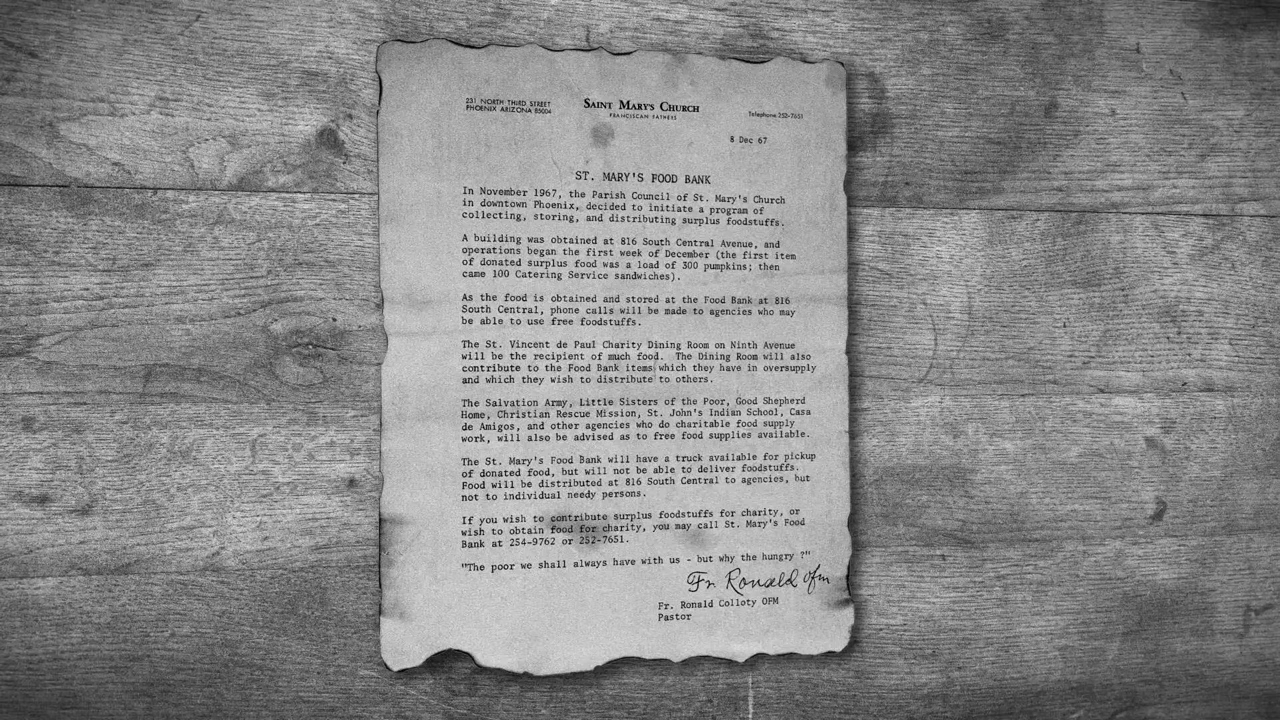 231 NORTH THIRD STREET
PHOENIX ARIZONA 85004
SAINT MARY'S CHURCH
FRANCISCAN FATHERS
Telephone 252-7651
8 Dec 67
ST. MARY'S FOOD BANK
In November 1967, the Parish Council of St. Mary's Church
in downtown Phoenix, decided to initiate a program of
collecting, storing, and distributing surplus foodstuffs.
A building was obtained at 816 South Central Avenue, and
operations began the first week of December (the first item
of donated surplus food was a load of 300 pumpkins; then
came 100 Catering Service sandwiches).
As the food is obtained and stored at the Food Bank at 816
South Central, phone calls will be made to agencies who may
be able to use free foodstuffs.
The St. Vincent de Paul Charity Dining Room on Ninth Avenue
will be the recipient of much food. The Dining Room will also
contribute to the Food Bank items which they have in oversupply
and which they wish to distribute to others.
The Salvation Army, Little Sisters of the Poor, Good Shepherd
Home, Christian Rescue Mission, St. John's Indian School, Casa
de Amigos, and other agencies who do charitable food supply
work, will also be advised as to free food supplies available.
The St. Mary's Food Bank will have a truck available for pickup
of donated food, but will not be able to deliver foodstuffs.
Food will be distributed at 816 South Central to agencies, but
not to individual needy persons.
If you wish to contribute surplus foodstuffs for charity, or
wish to obtain food for charity, you may call St. Mary's Food
Bank at 254-9762 or 252-7651.
"The poor we shall always have with us - but why the hungry ?"
Fr Ronald Ofm
Fr. Ronald Colloty OFM
Pastor